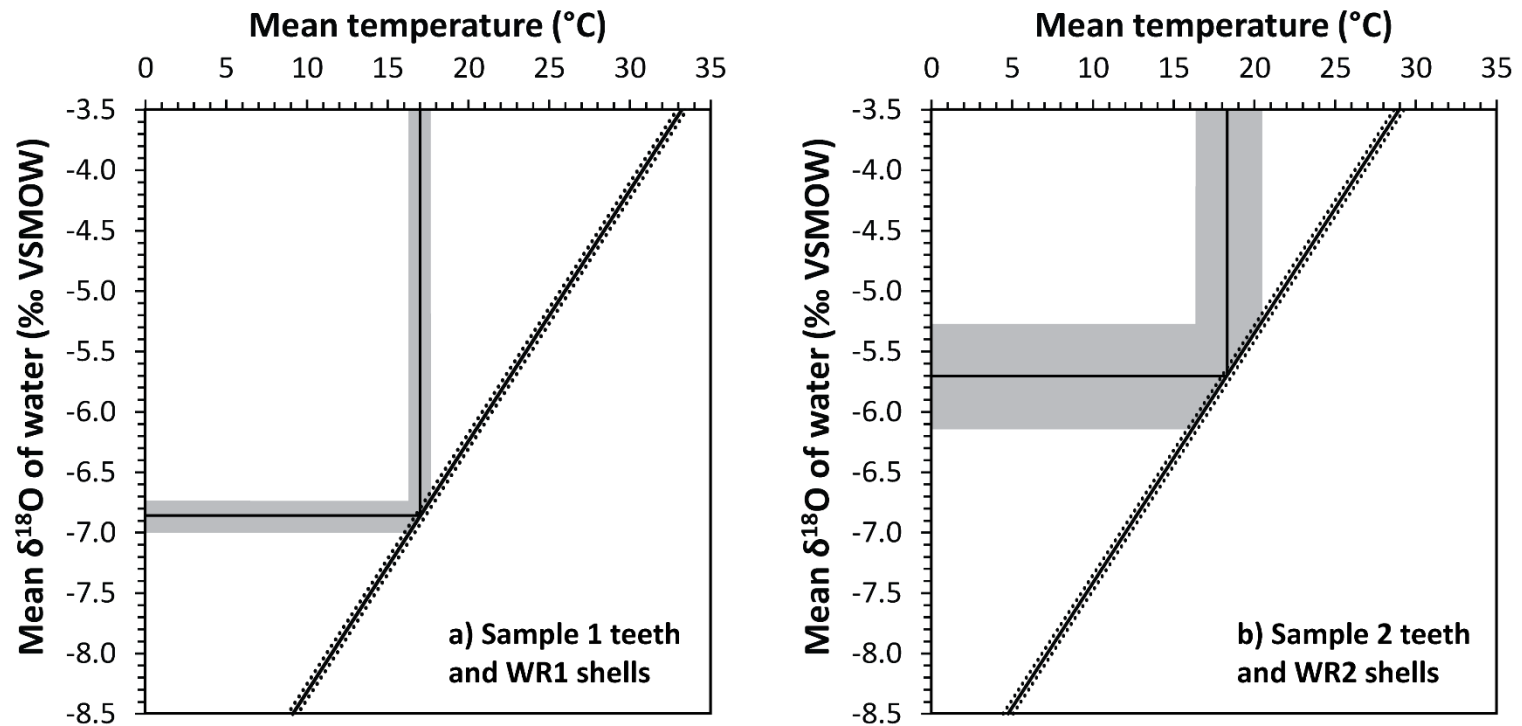 Mean temperature (°C)
0 5 10 15 20 25 30 35
Mean δ¹⁸O of water (‰ VSMOW)
-3.5
-4.0
-4.5
-5.0
-5.5
-6.0
-6.5
-7.0
-7.5
-8.0
-8.5
a) Sample 1 teeth
and WR1 shells
Mean temperature (°C)
0 5 10 15 20 25 30 35
Mean δ¹⁸O of water (‰ VSMOW)
-3.5
-4.0
-4.5
-5.0
-5.5
-6.0
-6.5
-7.0
-7.5
-8.0
-8.5
b) Sample 2 teeth
and WR2 shells